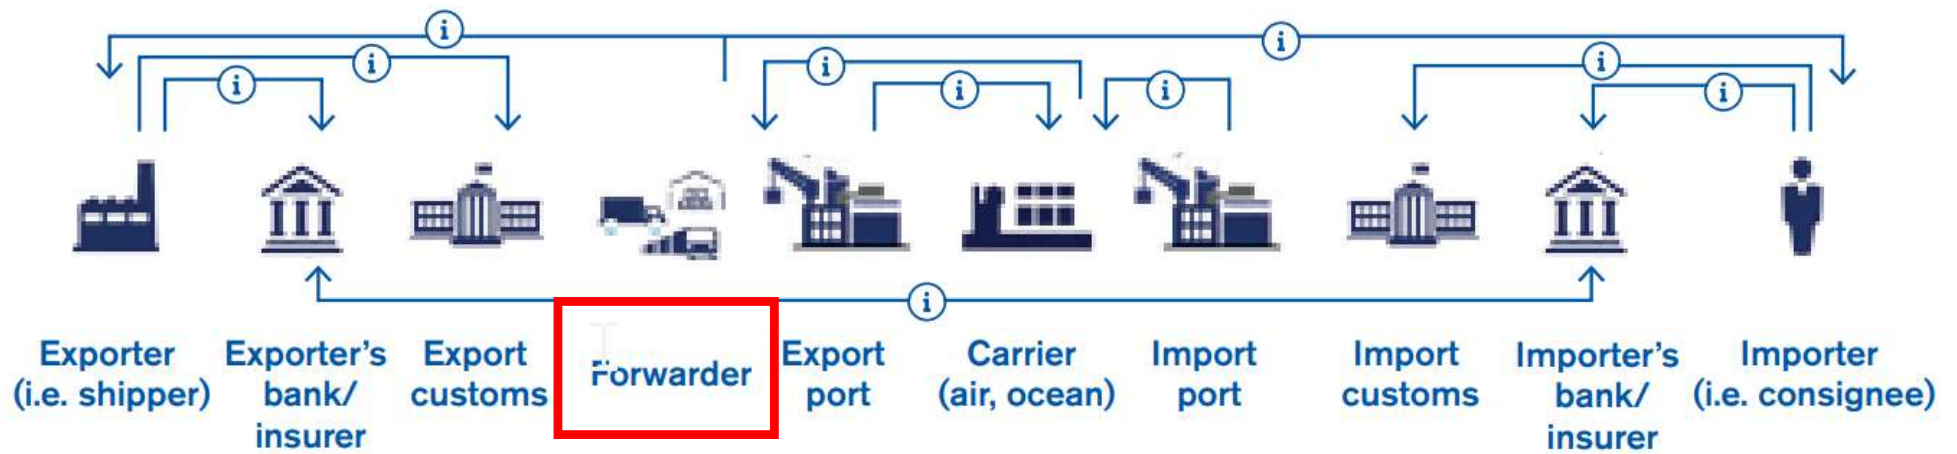 i
i
i
i
i
i
i
i
i
i
Exporter
(i.e. shipper)
Exporter's
bank/
insurer
Export
customs
Forwarder
Export
port
Carrier
(air, ocean)
Import
port
Import
customs
Importer's
bank/
insurer
Importer
(i.e. consignee)